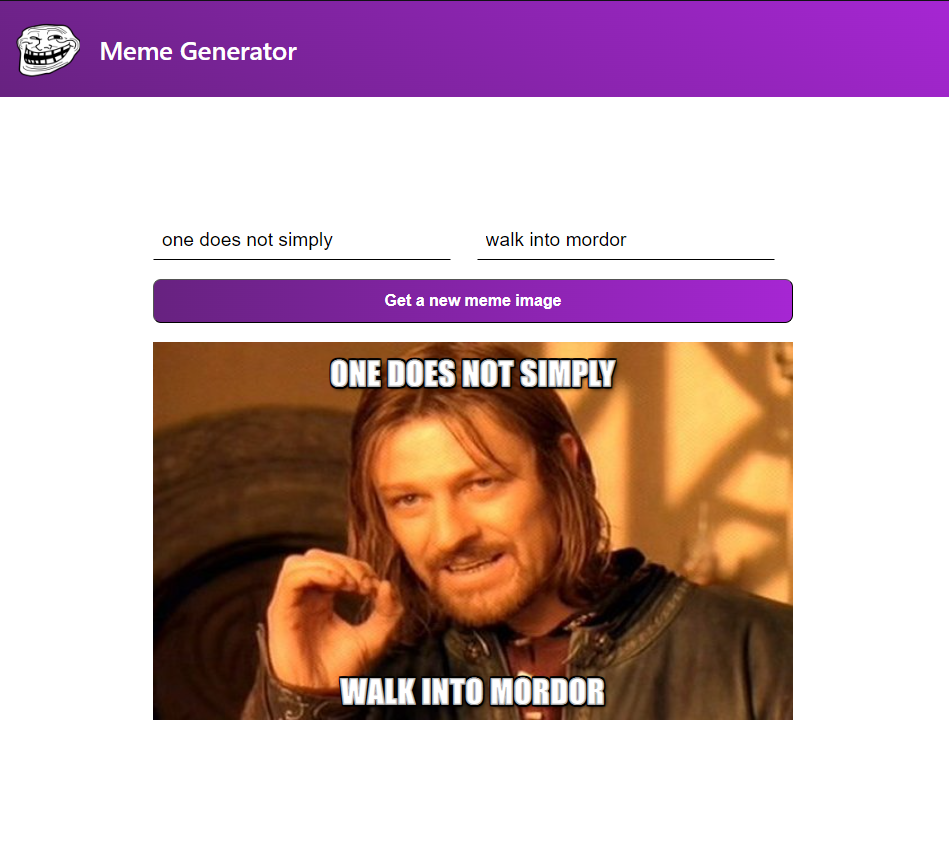 Meme Generator
one does not simply
walk into mordor
Get a new meme image
ONE DOES NOT SIMPLY
WALK INTO MORDOR